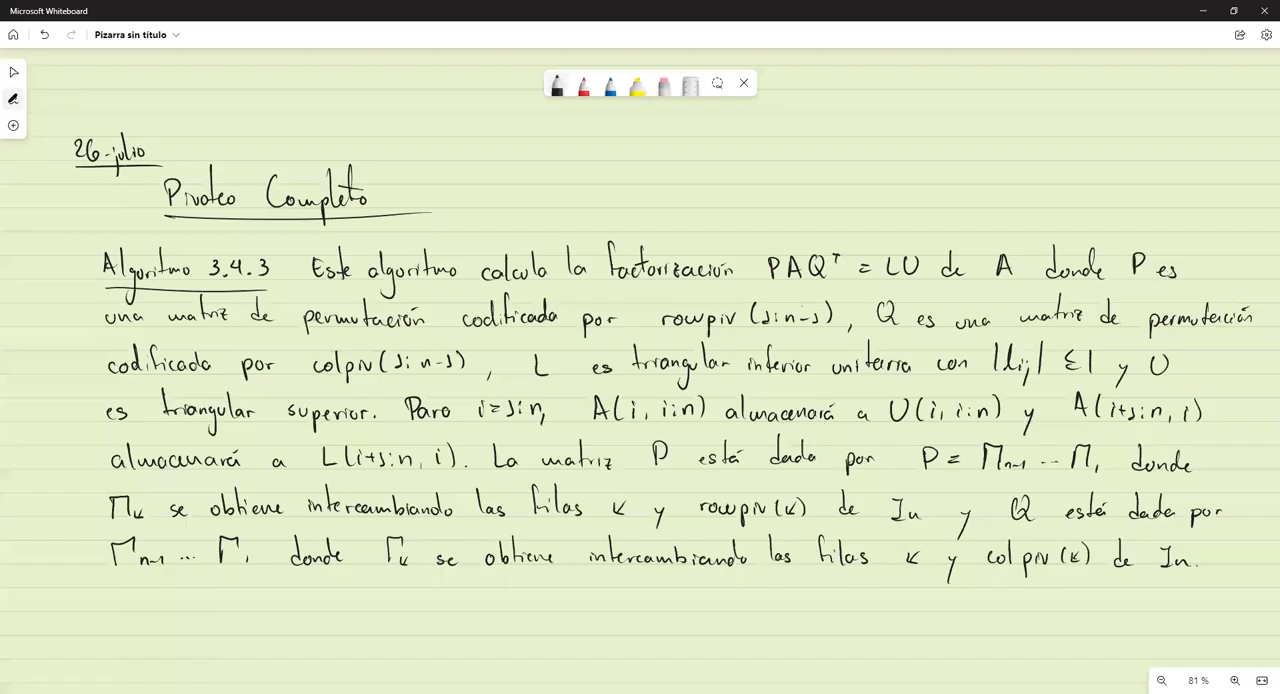 Microsoft Whiteboard
Pizarra sin título
26-julio
Pivoteo Completo
Algoritmo 3.4.3 Este algoritmo calcula la factorización PAQᵀ = LU de A donde P es
una matriz de permutación codificada por rowpiv(1:n-1), Q es una matriz de permutación
codificada por colpiv(1:n-1), L es triangular inferior unitaria con |lᵢⱼ| ≤1 y U
es triangular superior. Para i=1:n, A(i, i:n) almacenará a U(i, i:n) y A(i+1:n, i)
almacenará a L(i+1:n, i). La matriz P está dada por P = Πₙ₋₁ ... Π₁ donde
Πₖ se obtiene intercambiando las filas k y rowpiv(k) de Iₙ y Q está dada por
Γₙ₋₁ ... Γ₁ donde Γₖ se obtiene intercambiando las filas k y colpiv(k) de Iₙ.
81 %